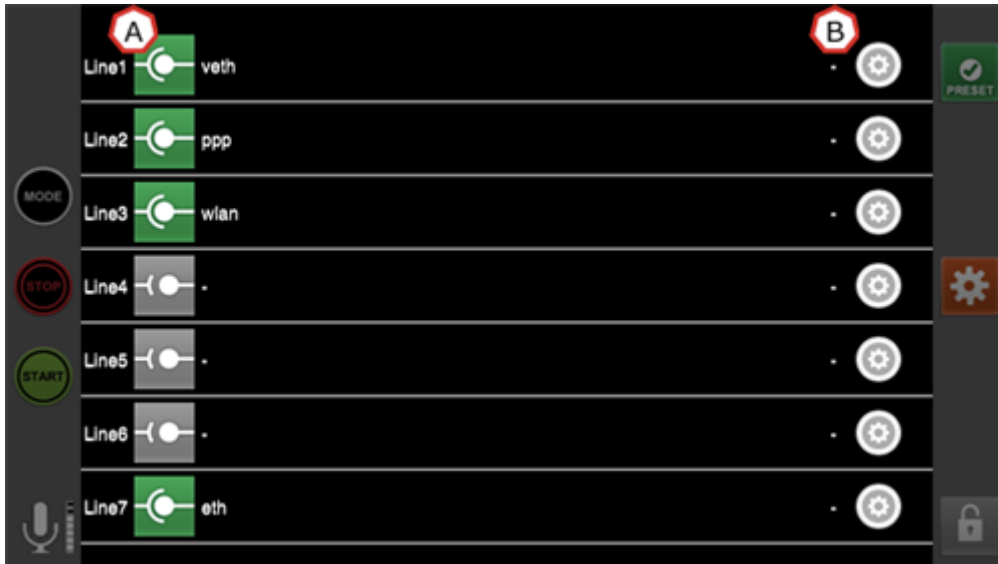 A B
Line1 veth -
PRESET
Line2 ppp -
MODE
Line3 wlan -
STOP
Line4 - -
START
Line5 - -
Line6 - -
Line7 eth -